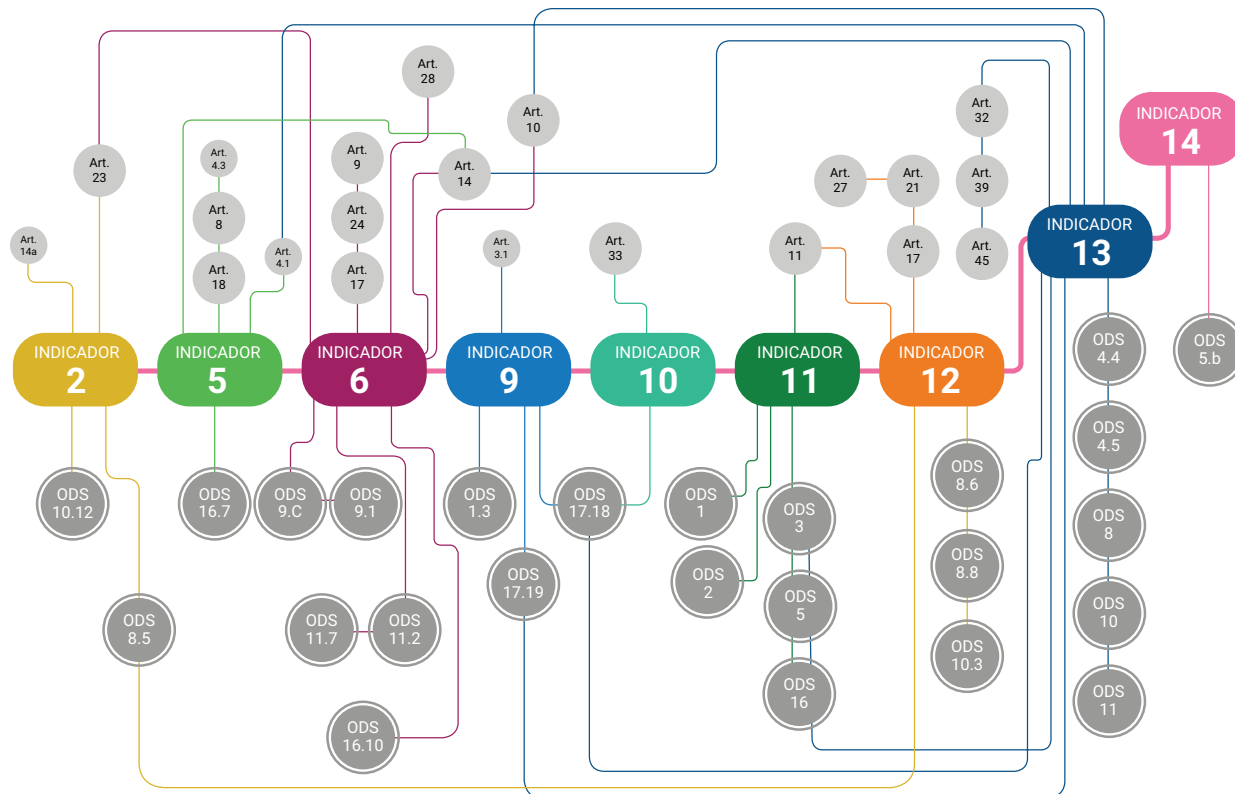 Art.
28
Art.
10
Art.
32
INDICADOR
14
Art.
23
Art.
4.3
Art.
9
Art.
14
Art.
27
Art.
21
Art.
39
Art.
8
Art.
24
Art.
14a
Art.
4.1
Art.
18
Art.
17
Art.
3.1
Art.
33
Art.
11
Art.
17
Art.
45
INDICADOR
13
INDICADOR
2
INDICADOR
5
INDICADOR
6
INDICADOR
9
INDICADOR
10
INDICADOR
11
INDICADOR
12
ODS
4.4
ODS
5.b
ODS
4.5
ODS
10.12
ODS
16.7
ODS
9.C
ODS
9.1
ODS
1.3
ODS
17.18
ODS
1
ODS
3
ODS
8.6
ODS
8
ODS
17.19
ODS
2
ODS
8.8
ODS
5
ODS
10
ODS
8.5
ODS
11.7
ODS
11.2
ODS
10.3
ODS
16
ODS
11
ODS
16.10